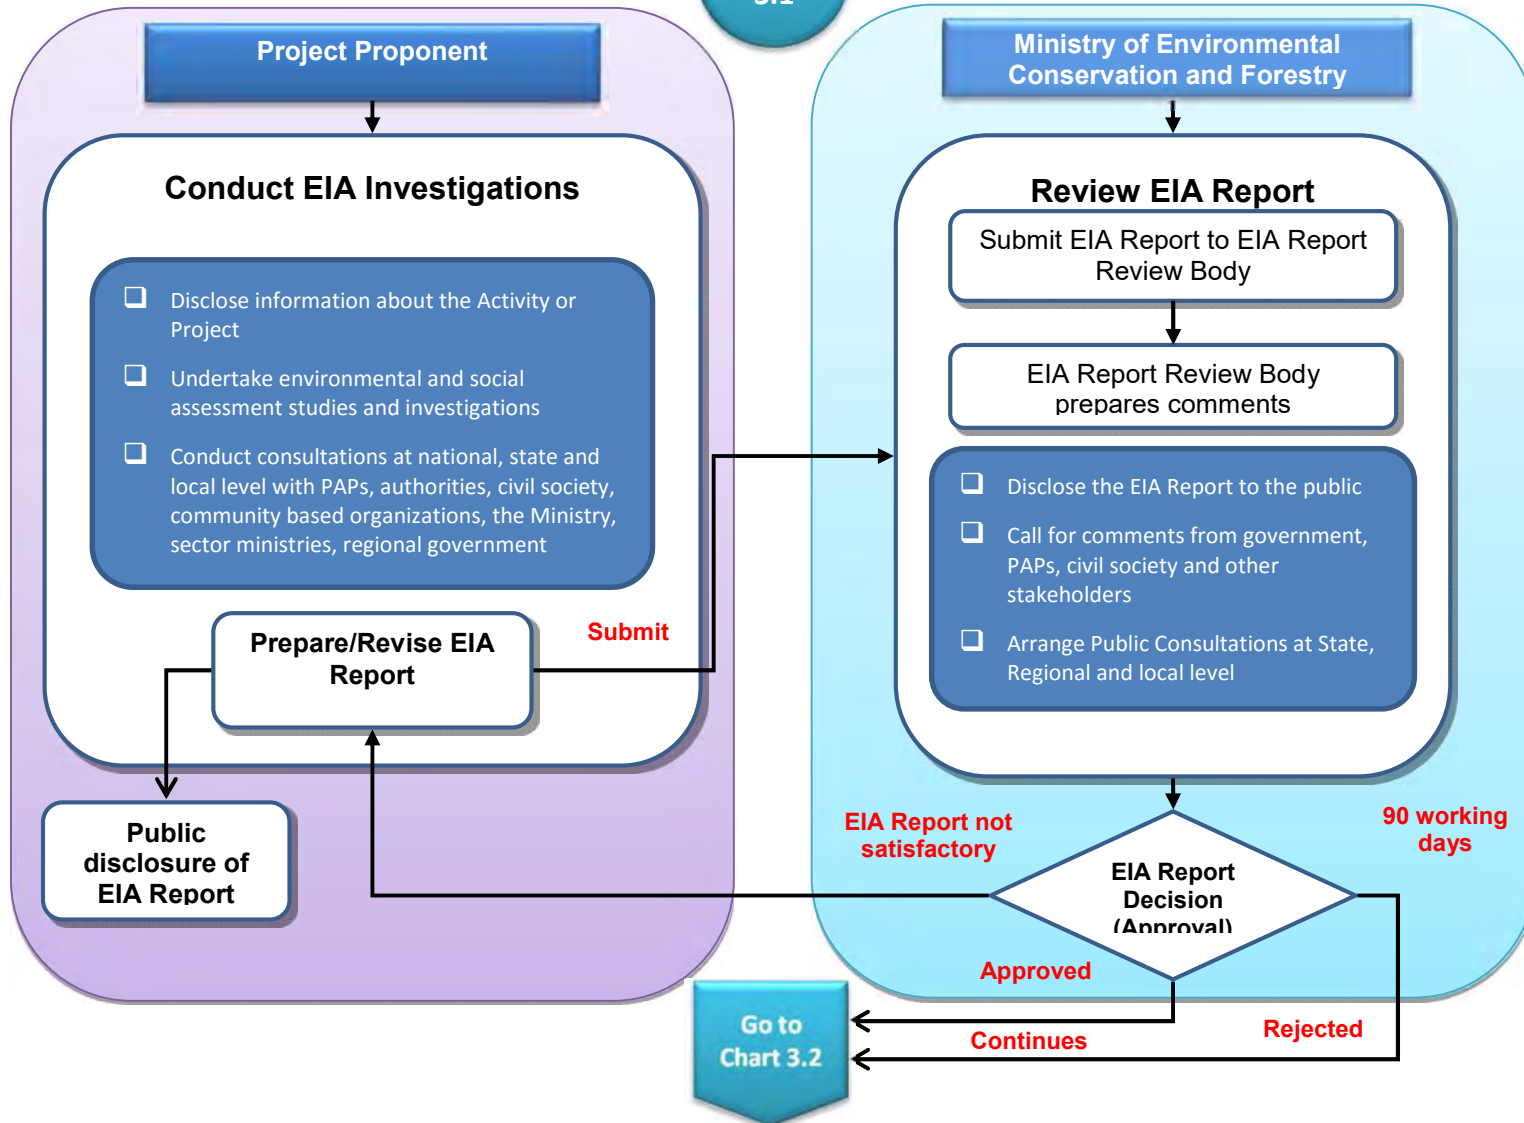 3.1
Project Proponent
Conduct EIA Investigations
Disclose information about the Activity or
Project
Undertake environmental and social
assessment studies and investigations
Conduct consultations at national, state and
local level with PAPs, authorities, civil society,
community based organizations, the Ministry,
sector ministries, regional government
Prepare/Revise EIA
Report
Submit
Public
disclosure of
EIA Report
Ministry of Environmental
Conservation and Forestry
Review EIA Report
Submit EIA Report to EIA Report
Review Body
EIA Report Review Body
prepares comments
Disclose the EIA Report to the public
Call for comments from government,
PAPs, civil society and other
stakeholders
Arrange Public Consultations at State,
Regional and local level
EIA Report not
satisfactory
90 working
days
EIA Report
Decision
(Approval)
Approved
Continues
Rejected
Go to
Chart 3.2